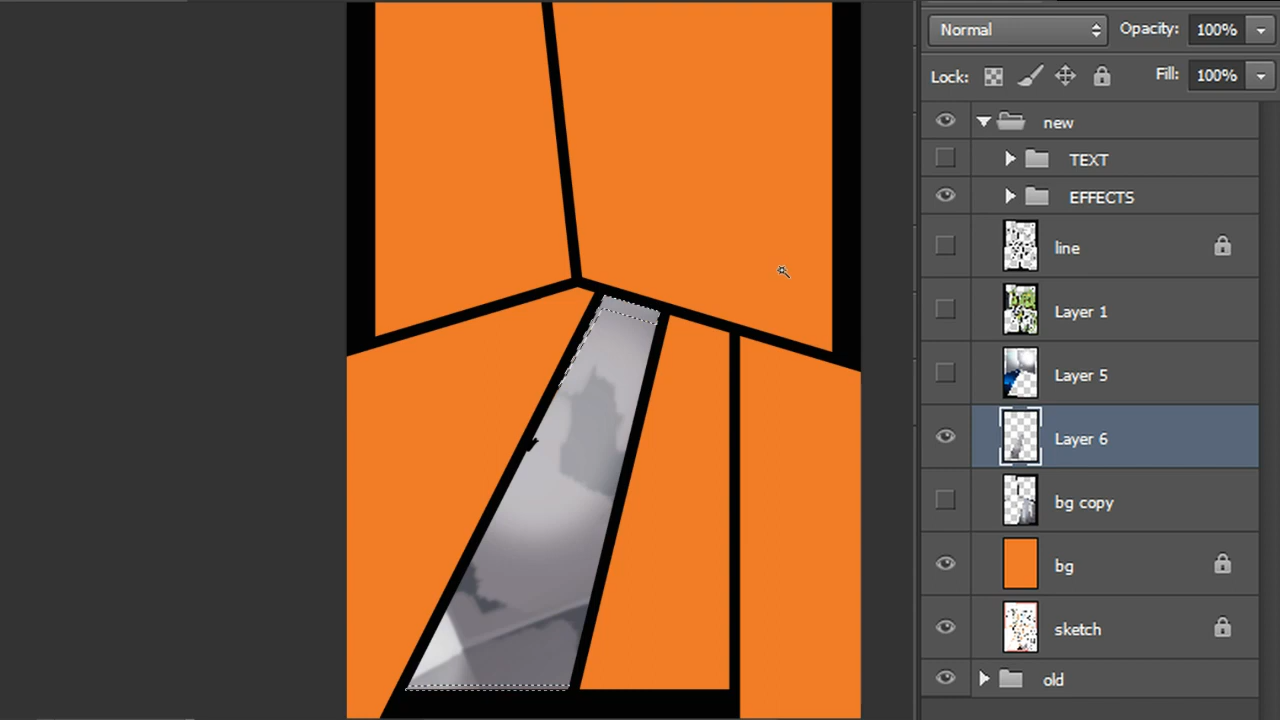 Normal Opacity: 100%
Lock: Fill: 100%
new
TEXT
EFFECTS
line
Layer 1
Layer 5
Layer 6
bg copy
bg
sketch
old